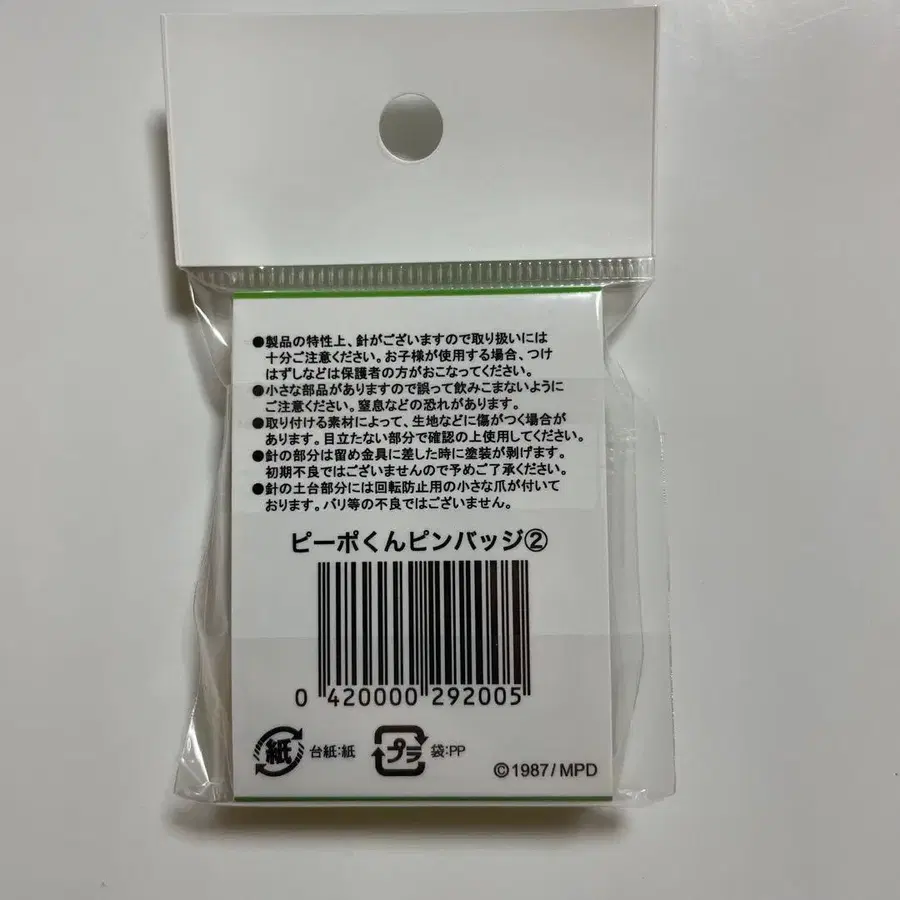 ●製品の特性上、針がございますので取り扱いには
十分ご注意ください。お子様が使用する場合、つけ
はずしなどは保護者の方がおこなってください。
●小さな部品がありますので誤って飲みこまないように
ご注意ください。窒息などの恐れがあります。
●取り付ける素材によって、生地などに傷がつく場合が
あります。目立たない部分で確認の上使用してください。
●針の部分は留め金具に差した時に塗装が剥げます。
初期不良ではございませんので予めご了承ください。
●針の土台部分には回転防止用の小さな爪が付いて
おります。バリ等の不良ではございません。
ピーポくんピンバッジ②
0 420000 292005
紙 台紙:紙 プラ 袋:PP
©1987/MPD